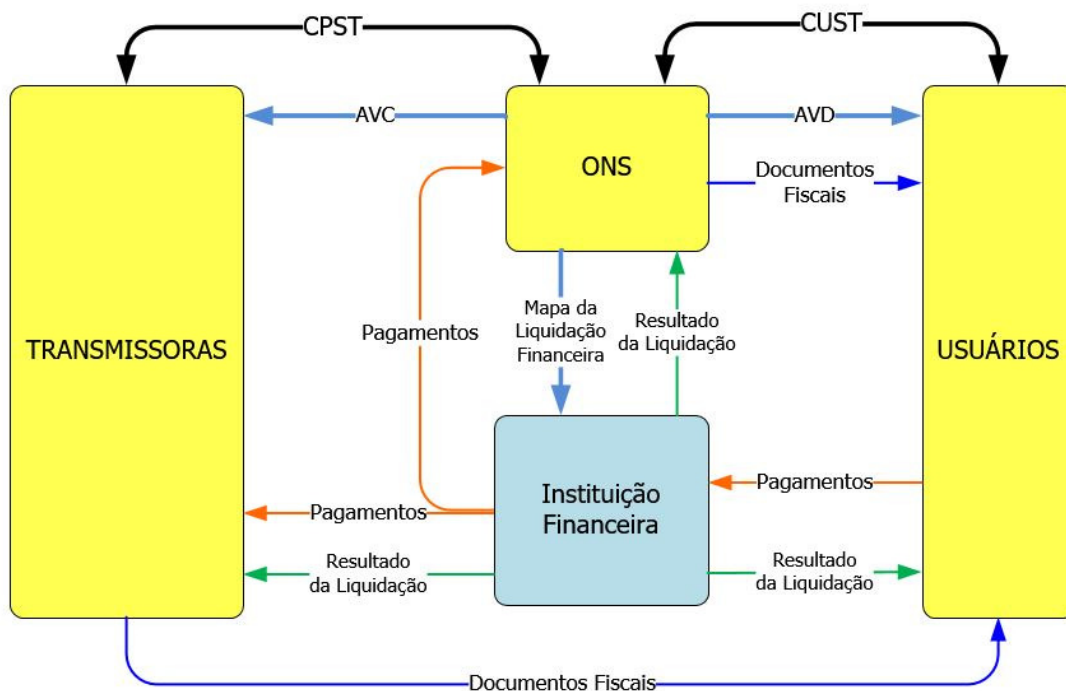 CPST
CUST
AVC
AVD
ONS
Documentos
Fiscais
TRANSMISSORAS
Pagamentos
Mapa da
Liquidação
Financeira
Resultado
da Liquidação
USUÁRIOS
Instituição
Financeira
Pagamentos
Pagamentos
Resultado
da Liquidação
Resultado
da Liquidação
Documentos Fiscais